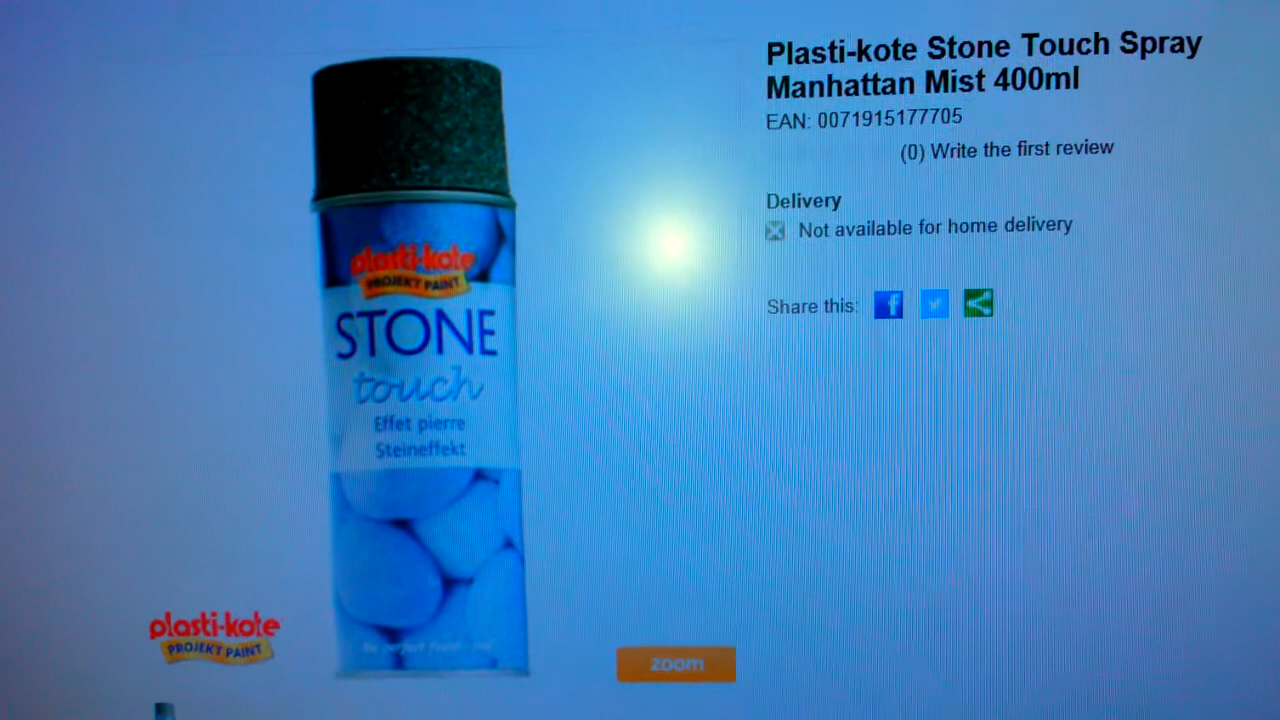 Plasti-kote Stone Touch Spray
Manhattan Mist 400ml
EAN: 0071915177705
(0) Write the first review
Delivery
Not available for home delivery
Share this:
plasti-kote
PROJEKT PAINT
STONE
touch
Effet pierre
Steineffekt
plasti-kote
PROJEKT PAINT
zoom